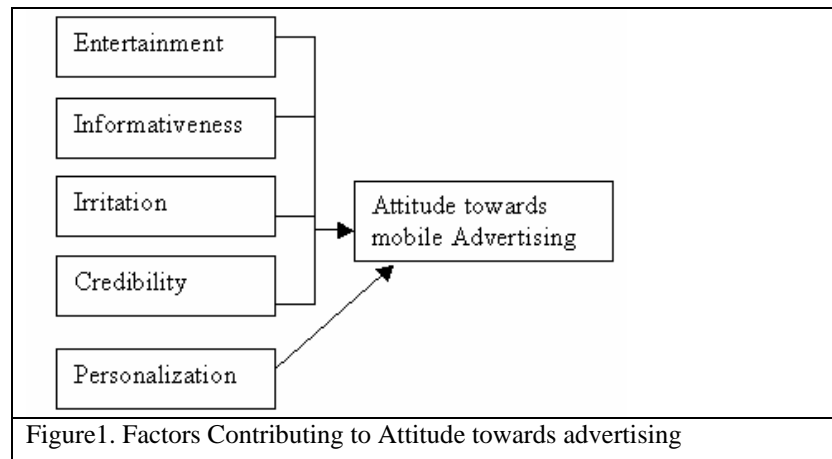 Entertainment
Informativeness
Irritation
Credibility
Personalization
Attitude towards
mobile Advertising
Figure1. Factors Contributing to Attitude towards advertising